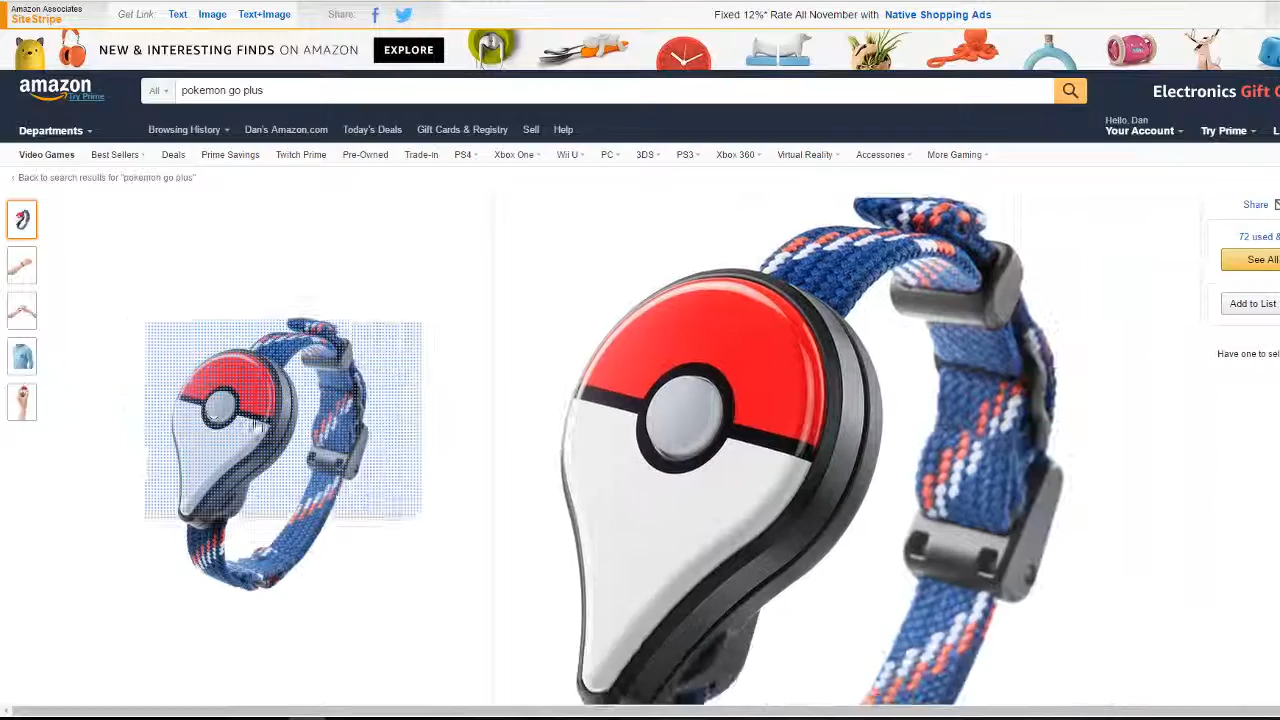 Amazon Associates
SiteStripe
Get Link: Text Image Text+Image Share:
Fixed 12%* Rate All November with Native Shopping Ads
NEW & INTERESTING FINDS ON AMAZON EXPLORE
amazon
Try Prime
All pokemon go plus
Electronics Gift
Departments
Browsing History Dan's Amazon.com Today's Deals Gift Cards & Registry Sell Help
Hello, Dan
Your Account Try Prime
Video Games Best Sellers Deals Prime Savings Twitch Prime Pre-Owned Trade-In PS4 Xbox One Wii U PC 3DS PS3 Xbox 360 Virtual Reality Accessories More Gaming
‹ Back to search results for "pokemon go plus"
Share
72 used &
See All
Add to List
Have one to